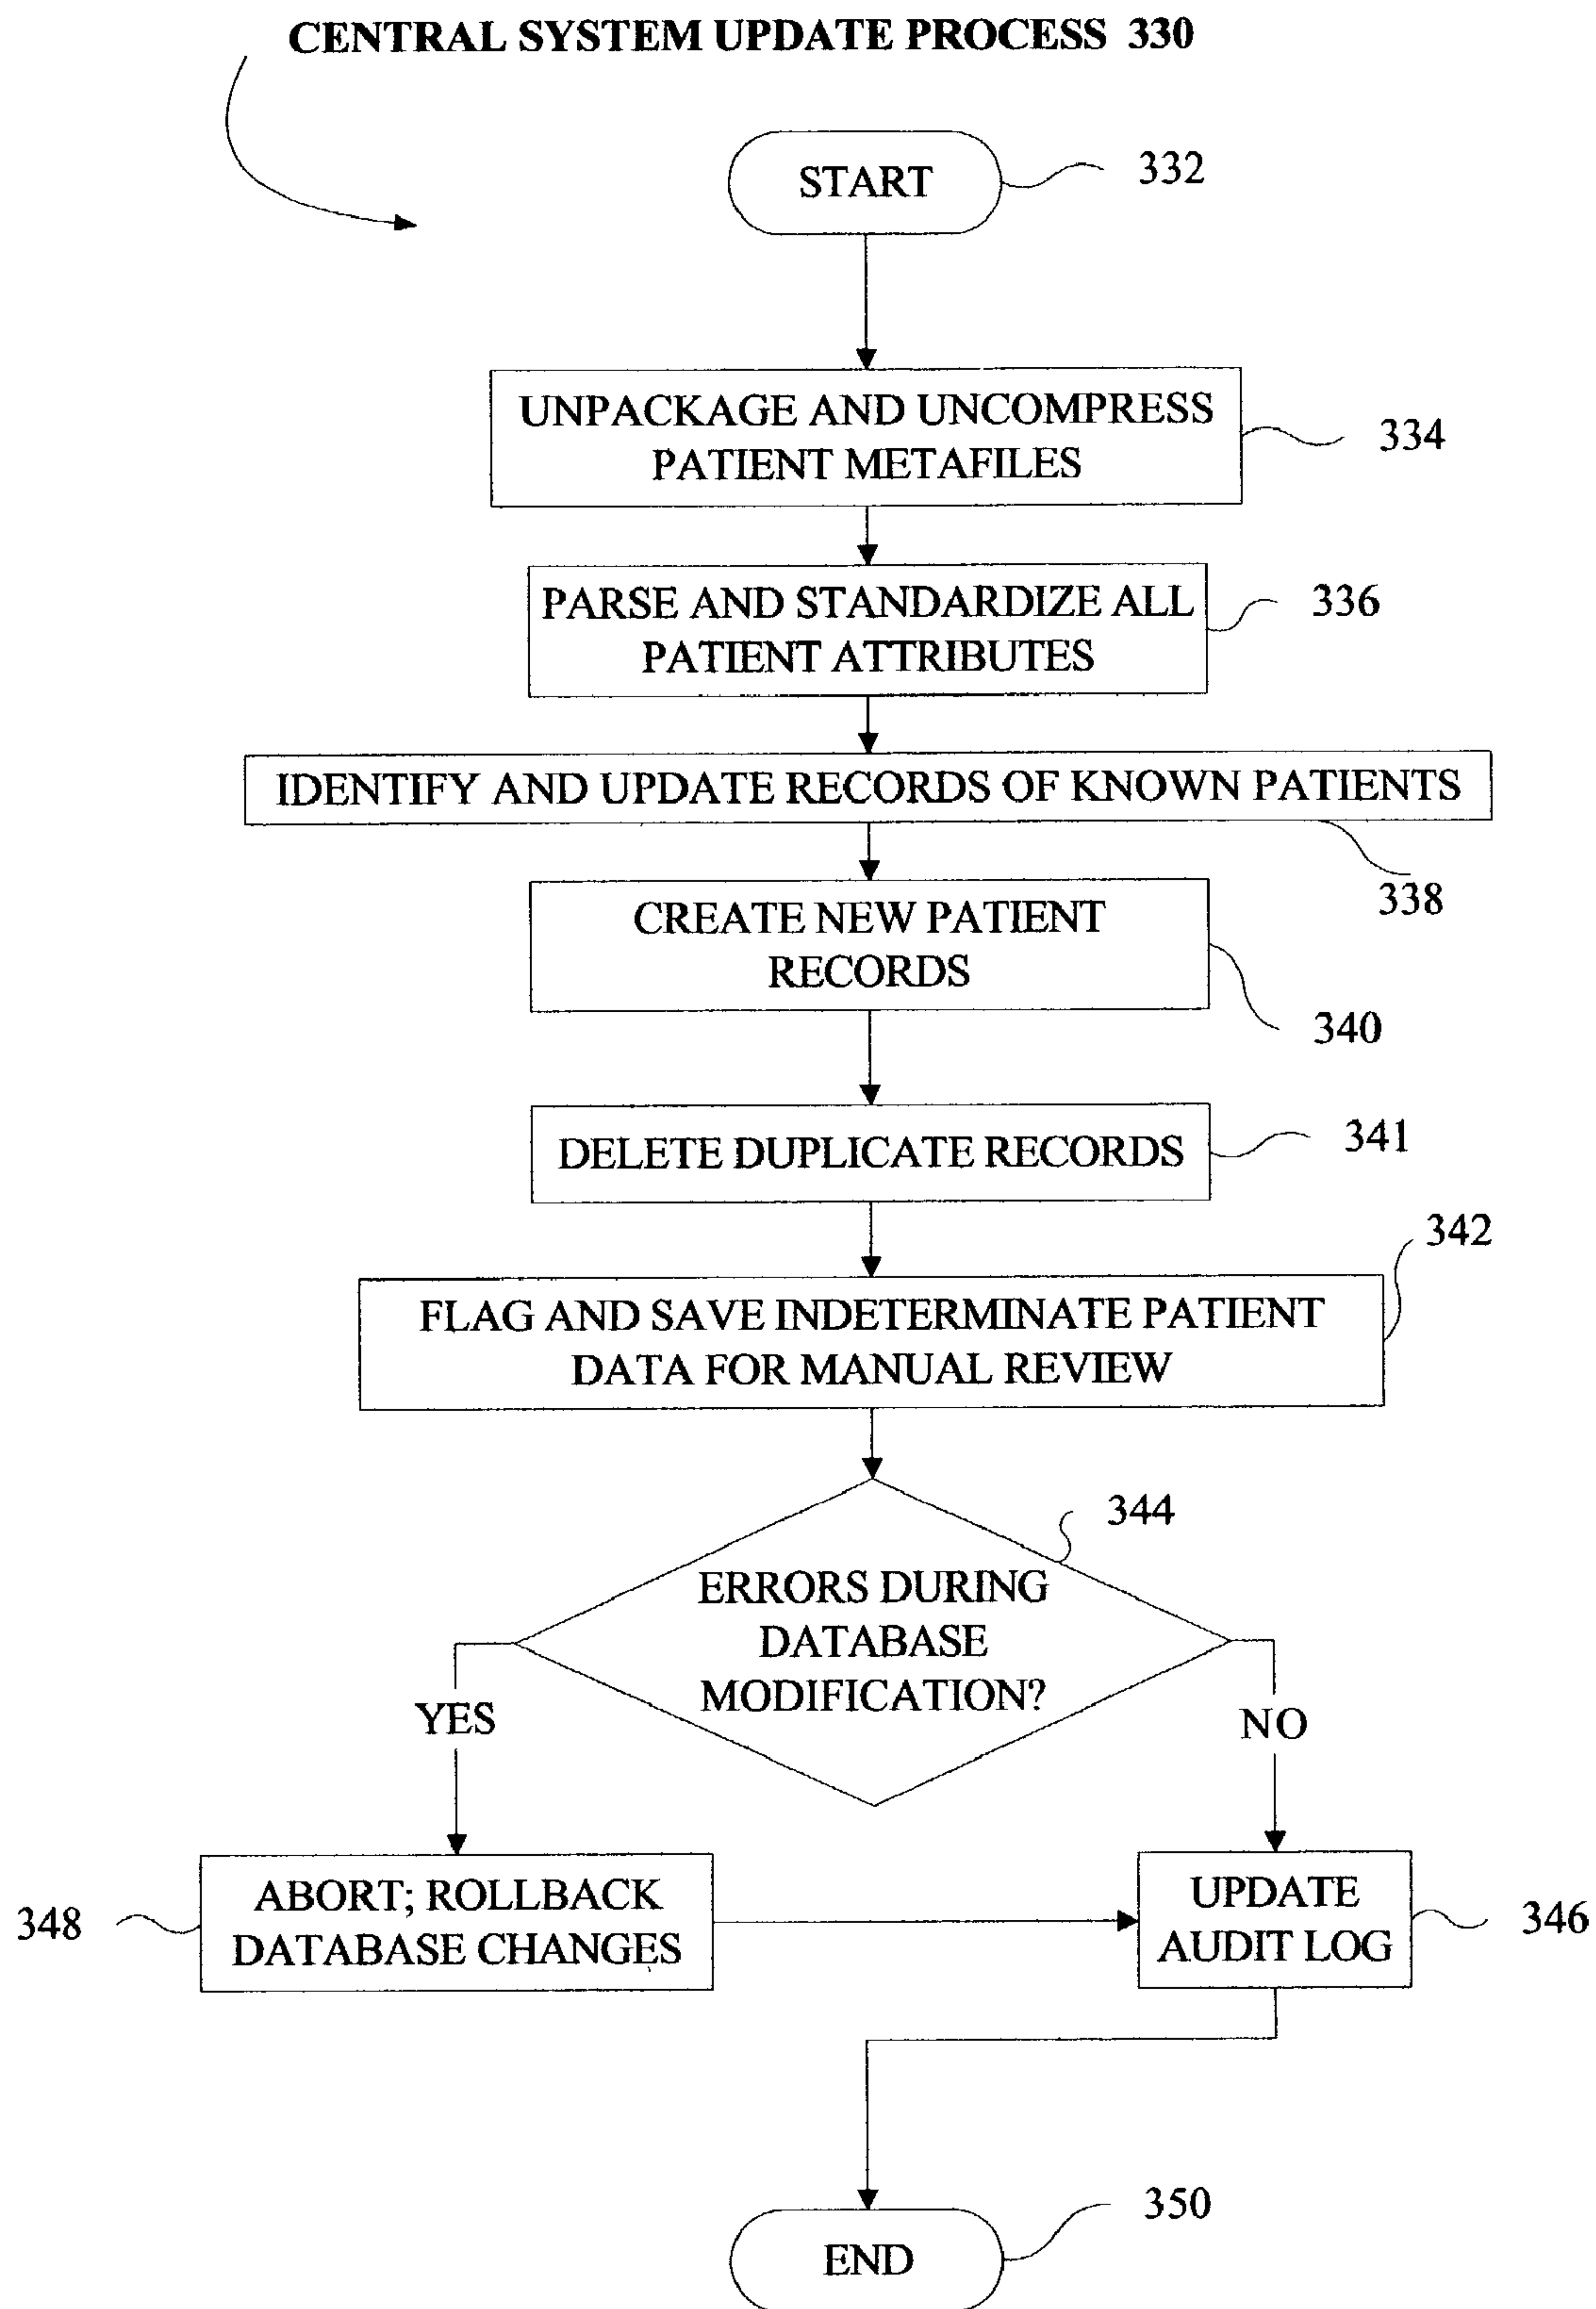 CENTRAL SYSTEM UPDATE PROCESS 330
START
332
UNPACKAGE AND UNCOMPRESS
PATIENT METAFILES
334
PARSE AND STANDARDIZE ALL
PATIENT ATTRIBUTES
336
IDENTIFY AND UPDATE RECORDS OF KNOWN PATIENTS
338
CREATE NEW PATIENT
RECORDS
340
DELETE DUPLICATE RECORDS
341
342
FLAG AND SAVE INDETERMINATE PATIENT
DATA FOR MANUAL REVIEW
344
ERRORS DURING
DATABASE
MODIFICATION?
YES
NO
348
ABORT; ROLLBACK
DATABASE CHANGES
UPDATE
AUDIT LOG
346
350
END